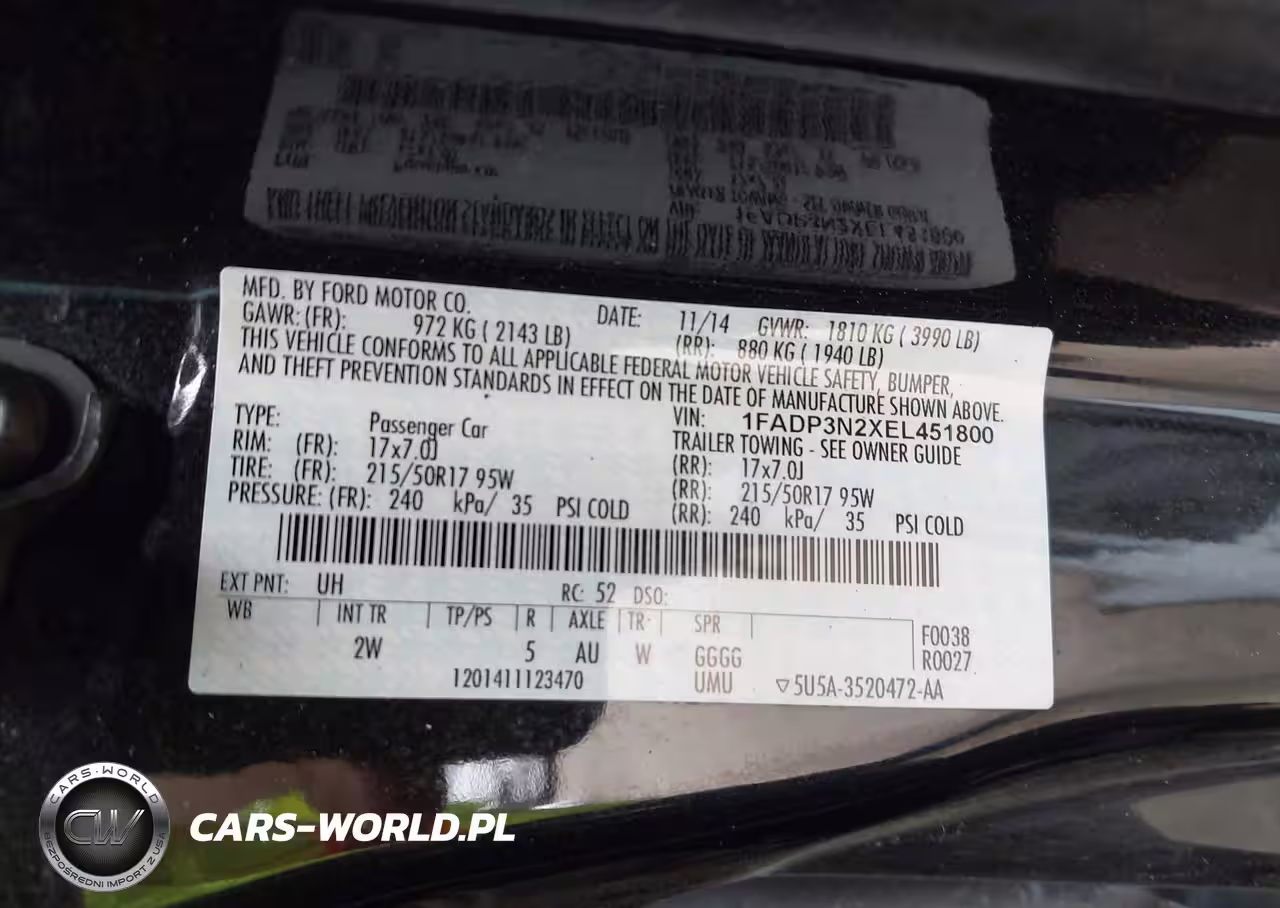 MFD. BY FORD MOTOR CO. DATE: 11/14 GVWR: 1810 KG ( 3990 LB)
GAWR: (FR): 972 KG ( 2143 LB) (RR): 880 KG ( 1940 LB)
THIS VEHICLE CONFORMS TO ALL APPLICABLE FEDERAL MOTOR VEHICLE SAFETY, BUMPER,
AND THEFT PREVENTION STANDARDS IN EFFECT ON THE DATE OF MANUFACTURE SHOWN ABOVE.
TYPE: Passenger Car VIN: 1FADP3N2XEL451800
TRAILER TOWING - SEE OWNER GUIDE
RIM: (FR): 17x7.0J (RR): 17x7.0J
TIRE: (FR): 215/50R17 95W (RR): 215/50R17 95W
PRESSURE: (FR): 240 kPa/ 35 PSI COLD (RR): 240 kPa/ 35 PSI COLD
EXT PNT: UH RC: 52 DSO:
WB INT TR TP/PS R AXLE TR SPR F0038
2W 5 AU W GGGG R0027
1201411123470 UMU ▽5U5A-3520472-AA
CARS-WORLD
CW
BEZPOŚREDNI IMPORT Z USA
CARS-WORLD.PL